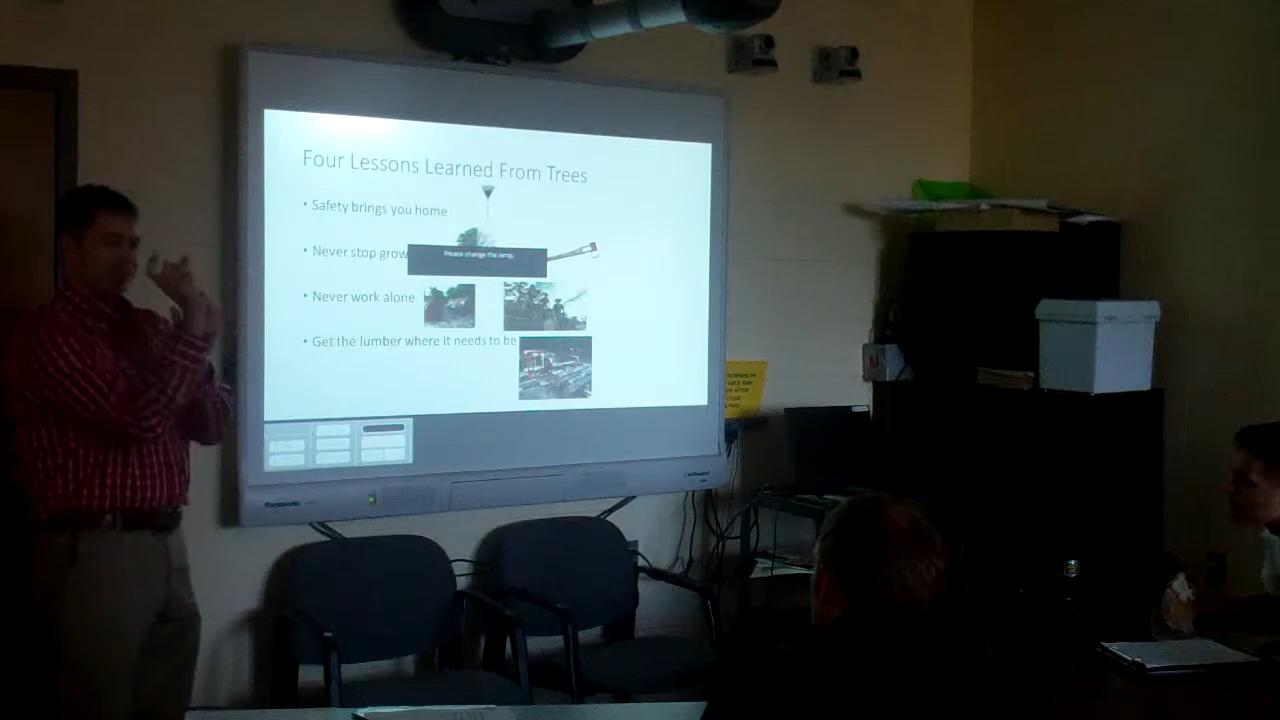 Four Lessons Learned From Trees
• Safety brings you home
• Never stop grow
Please change the lamp.
• Never work alone
• Get the lumber where it needs to be
Panasonic